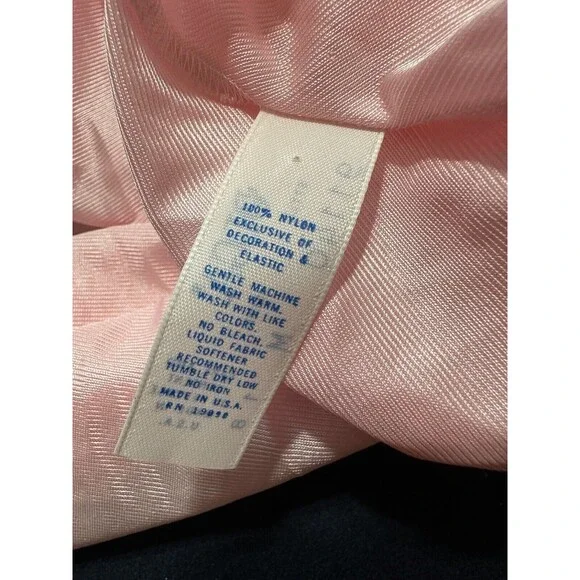 100% NYLON
EXCLUSIVE OF
DECORATION &
ELASTIC
GENTLE MACHINE
WASH WARM.
WASH WITH LIKE
COLORS.
NO BLEACH.
LIQUID FABRIC
SOFTENER
RECOMMENDED
TUMBLE DRY LOW
NO IRON
MADE IN U.S.A.
RN